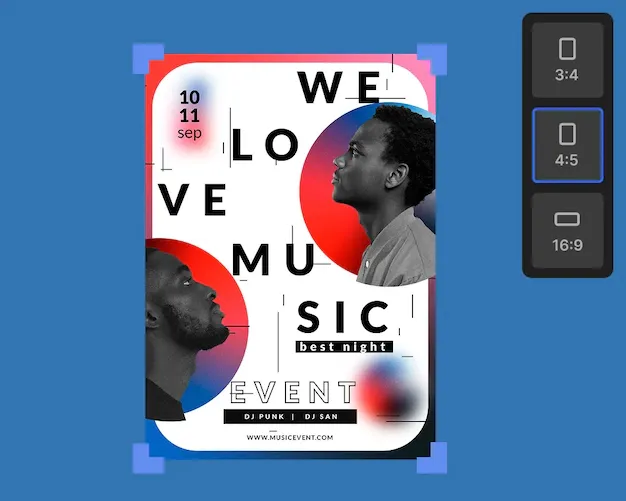 WE
10
11
sep
LO
VE
MU
SIC
best night
EVENT
DJ PUNK | DJ SAN
WWW.MUSICEVENT.COM
3:4
4:5
16:9